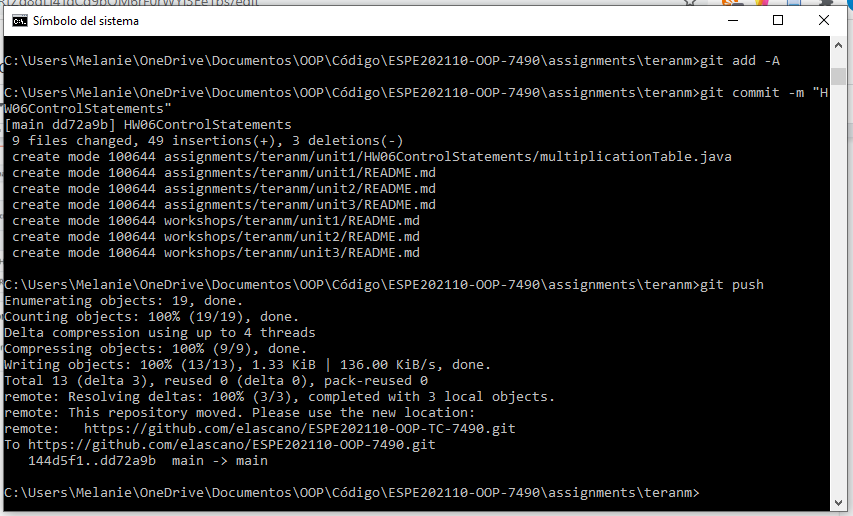 Símbolo del sistema
C:\Users\Melanie\OneDrive\Documentos\OOP\Código\ESPE202110-OOP-7490\assignments\teranm>git add -A
C:\Users\Melanie\OneDrive\Documentos\OOP\Código\ESPE202110-OOP-7490\assignments\teranm>git commit -m "H
W06ControlStatements"
[main dd72a9b] HW06ControlStatements
 9 files changed, 49 insertions(+), 3 deletions(-)
 create mode 100644 assignments/teranm/unit1/HW06ControlStatements/multiplicationTable.java
 create mode 100644 assignments/teranm/unit1/README.md
 create mode 100644 assignments/teranm/unit2/README.md
 create mode 100644 assignments/teranm/unit3/README.md
 create mode 100644 workshops/teranm/unit1/README.md
 create mode 100644 workshops/teranm/unit2/README.md
 create mode 100644 workshops/teranm/unit3/README.md
C:\Users\Melanie\OneDrive\Documentos\OOP\Código\ESPE202110-OOP-7490\assignments\teranm>git push
Enumerating objects: 19, done.
Counting objects: 100% (19/19), done.
Delta compression using up to 4 threads
Compressing objects: 100% (9/9), done.
Writing objects: 100% (13/13), 1.33 KiB | 136.00 KiB/s, done.
Total 13 (delta 3), reused 0 (delta 0), pack-reused 0
remote: Resolving deltas: 100% (3/3), completed with 3 local objects.
remote: This repository moved. Please use the new location:
remote:   https://github.com/elascano/ESPE202110-OOP-TC-7490.git
To https://github.com/elascano/ESPE202110-OOP-7490.git
   144d5f1..dd72a9b  main -> main
C:\Users\Melanie\OneDrive\Documentos\OOP\Código\ESPE202110-OOP-7490\assignments\teranm>